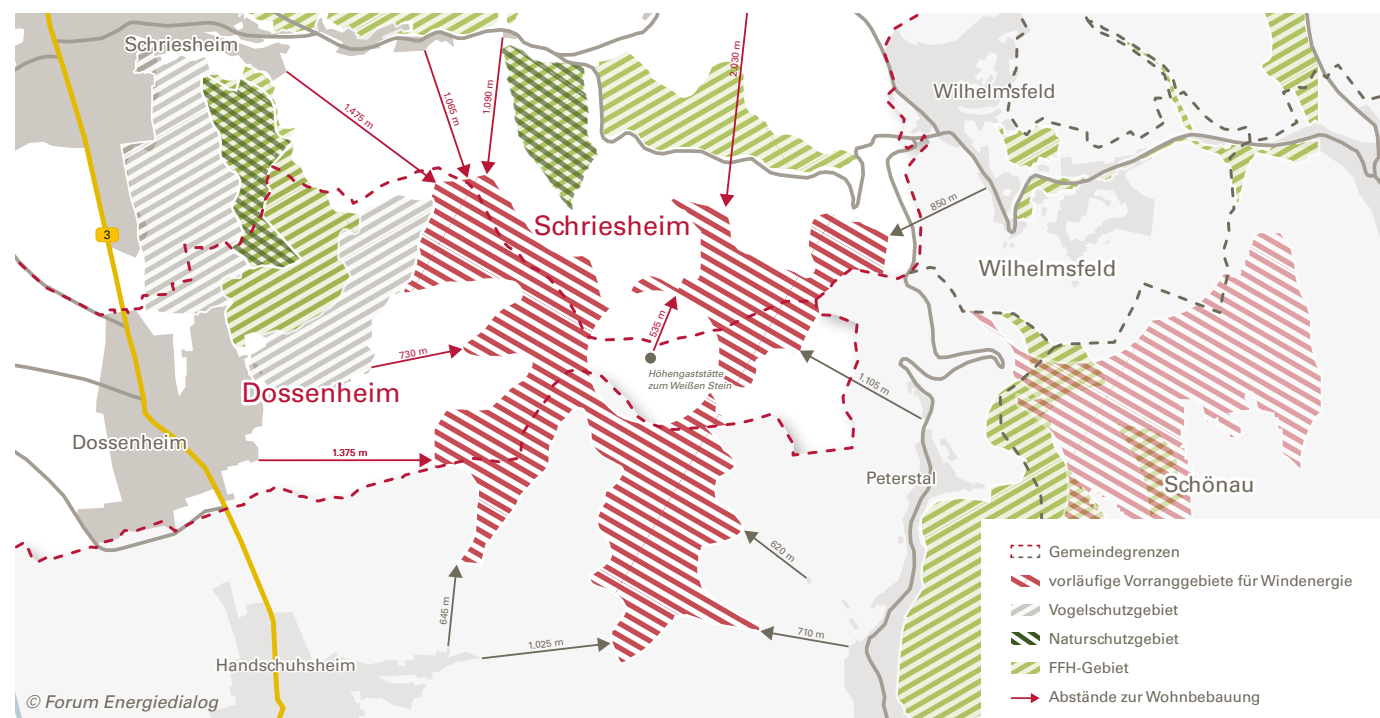 Schriesheim
1.475 m
1.065 m
1.090 m
2.030 m
Wilhelmsfeld
850 m
3
Schriesheim
Wilhelmsfeld
535 m
730 m
Höhengaststätte
zum Weißen Stein
1,105 m
Dossenheim
Dossenheim
1.375 m
Peterstal
Schönau
620 m
645 m
1,025 m
710 m
Handschuhsheim
© Forum Energiedialog
Gemeindegrenzen
vorläufige Vorranggebiete für Windenergie
Vogelschutzgebiet
Naturschutzgebiet
FFH-Gebiet
Abstände zur Wohnbebauung